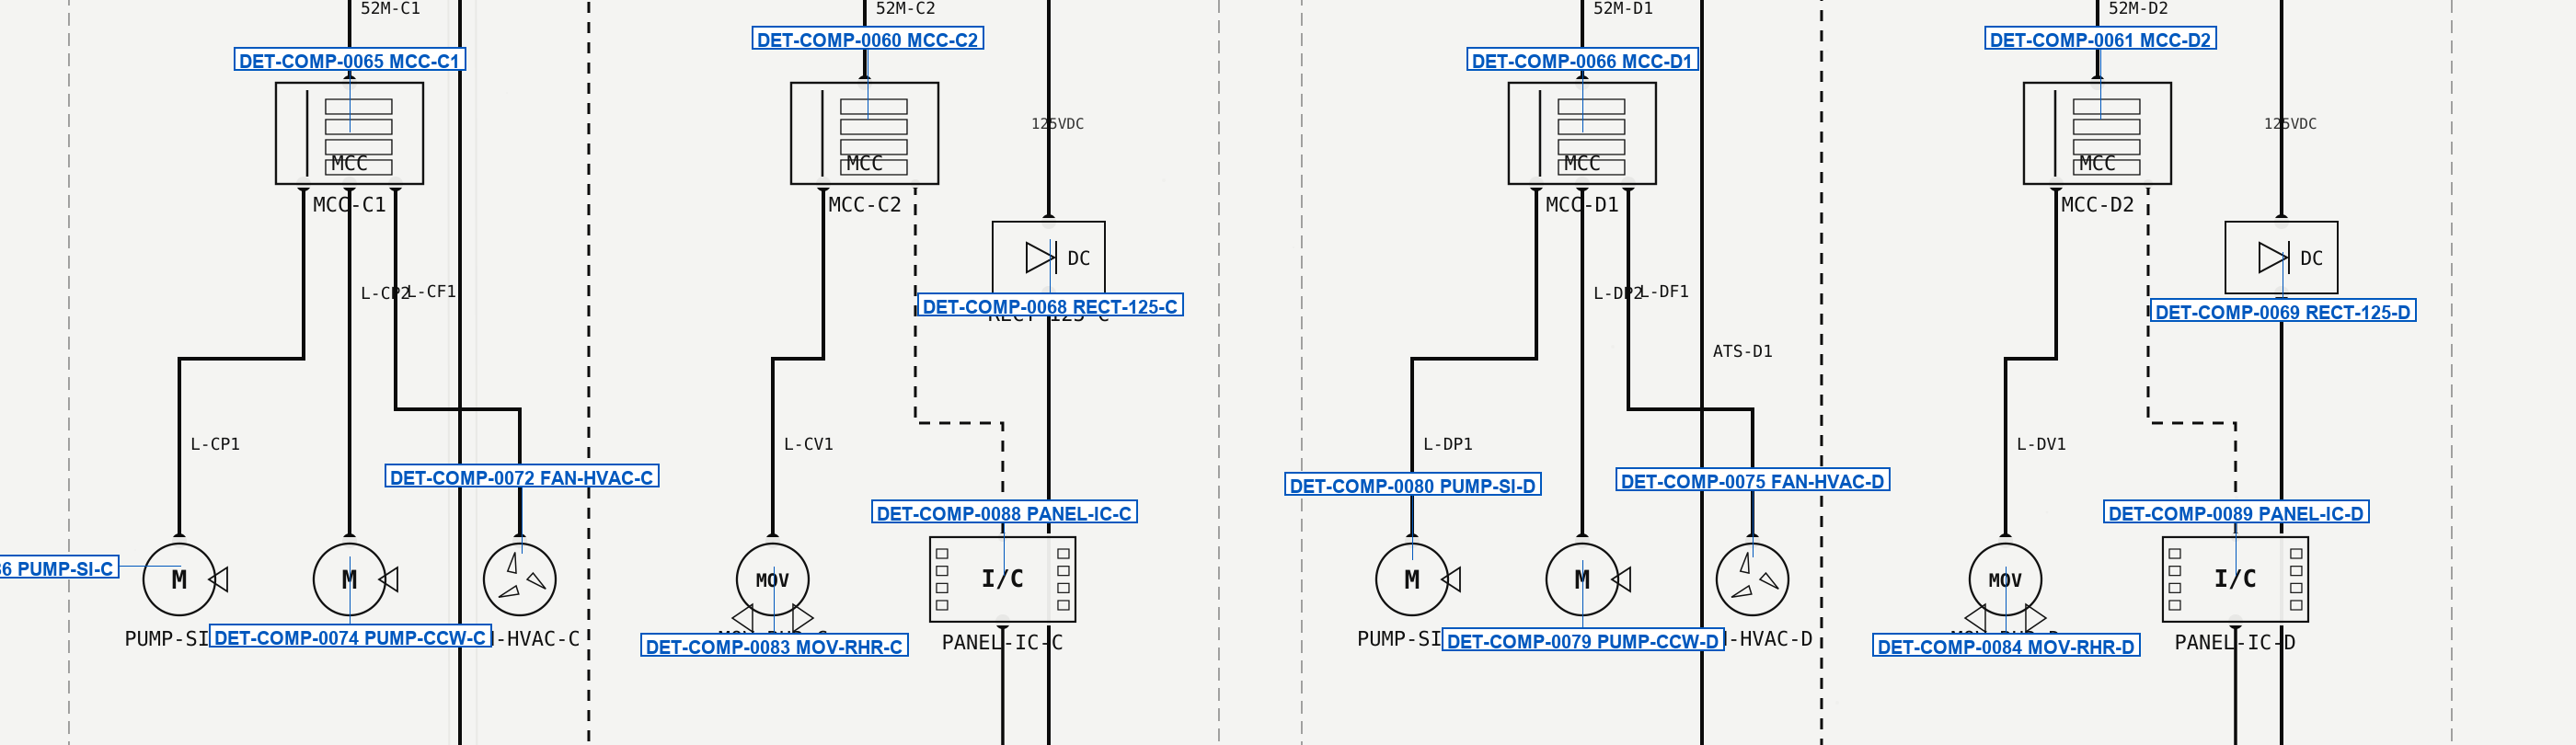 52M-C1
52M-C2
52M-D1
52M-D2
DET-COMP-0065 MCC-C1
DET-COMP-0060 MCC-C2
DET-COMP-0066 MCC-D1
DET-COMP-0061 MCC-D2
125VDC
125VDC
MCC
MCC
MCC
MCC
MCC-C1
MCC-C2
MCC-D1
MCC-D2
DC
DC
L-CP2
L-CF1
DET-COMP-0068 RECT-125-C
L-DP2
L-DF1
DET-COMP-0069 RECT-125-D
ATS-D1
L-CP1
L-CV1
L-DP1
L-DV1
DET-COMP-0072 FAN-HVAC-C
DET-COMP-0080 PUMP-SI-D
DET-COMP-0075 FAN-HVAC-D
DET-COMP-0088 PANEL-IC-C
DET-COMP-0089 PANEL-IC-D
6 PUMP-SI-C
M
M
MOV
I/C
M
M
MOV
I/C
PUMP-SI
DET-COMP-0074 PUMP-CCW-C
-HVAC-C
DET-COMP-0083 MOV-RHR-C
PANEL-IC-C
PUMP-SI
DET-COMP-0079 PUMP-CCW-D
-HVAC-D
DET-COMP-0084 MOV-RHR-D
PANEL-IC-D